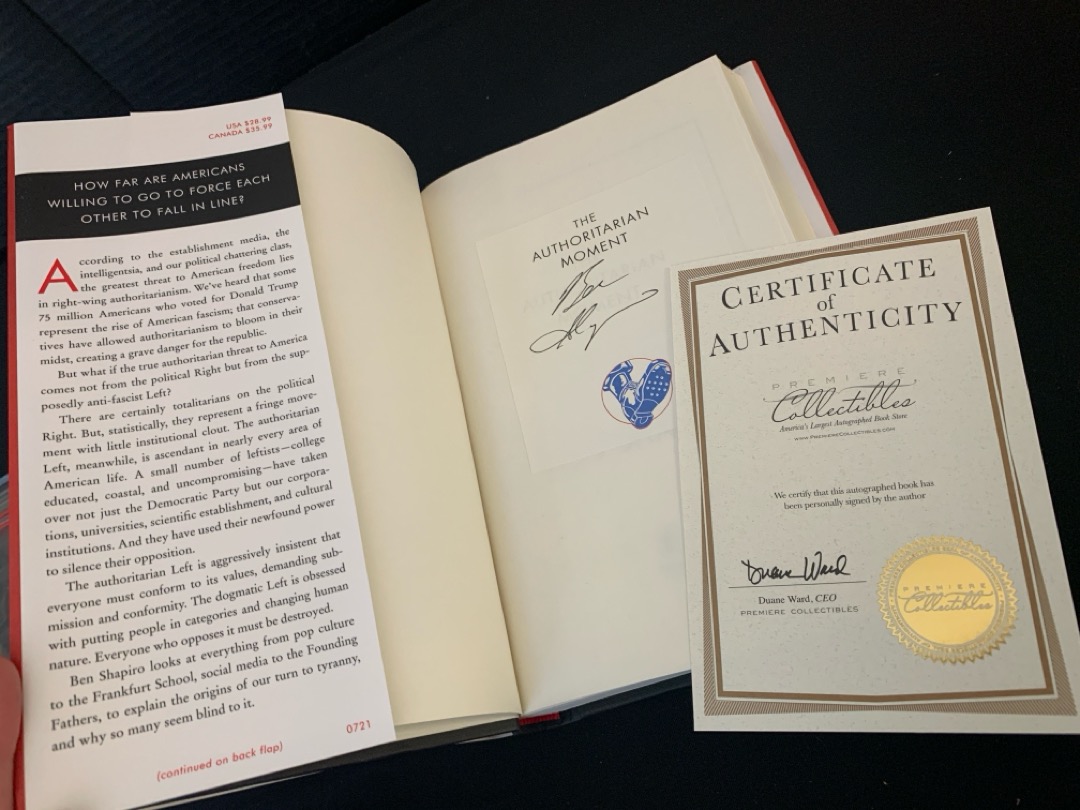 USA $28.99
CANADA $35.99
HOW FAR ARE AMERICANS
WILLING TO GO TO FORCE EACH
OTHER TO FALL IN LINE?
According to the establishment media, the
intelligentsia, and our political chattering class,
the greatest threat to American freedom lies
in right-wing authoritarianism. We've heard that some
75 million Americans who voted for Donald Trump
represent the rise of American fascism; that conserva-
tives have allowed authoritarianism to bloom in their
midst, creating a grave danger for the republic.
But what if the true authoritarian threat to America
comes not from the political Right but from the sup-
posedly anti-fascist Left?
There are certainly totalitarians on the political
Right. But, statistically, they represent a fringe move-
ment with little institutional clout. The authoritarian
Left, meanwhile, is ascendant in nearly every area of
American life. A small number of leftists—college
educated, coastal, and uncompromising—have taken
over not just the Democratic Party but our corpora-
tions, universities, scientific establishment, and cultural
institutions. And they have used their newfound power
to silence their opposition.
The authoritarian Left is aggressively insistent that
everyone must conform to its values, demanding sub-
mission and conformity. The dogmatic Left is obsessed
with putting people in categories and changing human
nature. Everyone who opposes it must be destroyed.
Ben Shapiro looks at everything from pop culture
to the Frankfurt School, social media to the Founding
Fathers, to explain the origins of our turn to tyranny,
and why so many seem blind to it.
0721
(continued on back flap)
THE
AUTHORITARIAN
MOMENT
Ben
CERTIFICATE
of
AUTHENTICITY
PREMIERE
Collectibles
America's Largest Autographed Book Store
www.PremiereCollectibles.com
We certify that this autographed book has
been personally signed by the author
Duane Ward
Duane Ward, CEO
PREMIERE COLLECTIBLES
PREMIERE
Collectibles